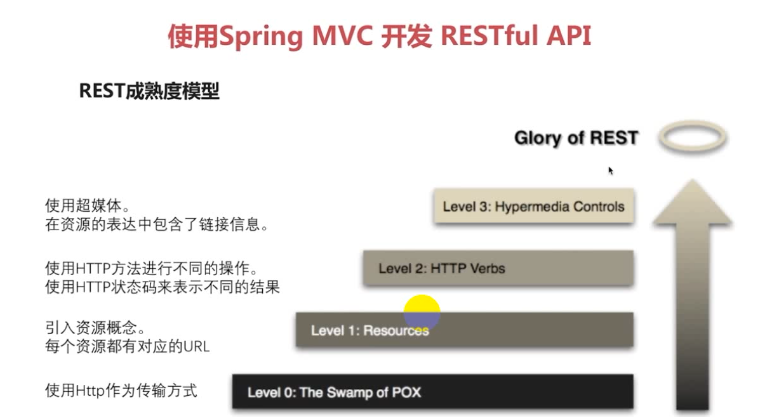 使用Spring MVC 开发 RESTful API
REST成熟度模型
Glory of REST
使用超媒体。
在资源的表达中包含了链接信息。
Level 3: Hypermedia Controls
使用HTTP方法进行不同的操作。
使用HTTP状态码来表示不同的结果
Level 2: HTTP Verbs
引入资源概念。
每个资源都有对应的URL
Level 1: Resources
使用Http作为传输方式
Level 0: The Swamp of POX